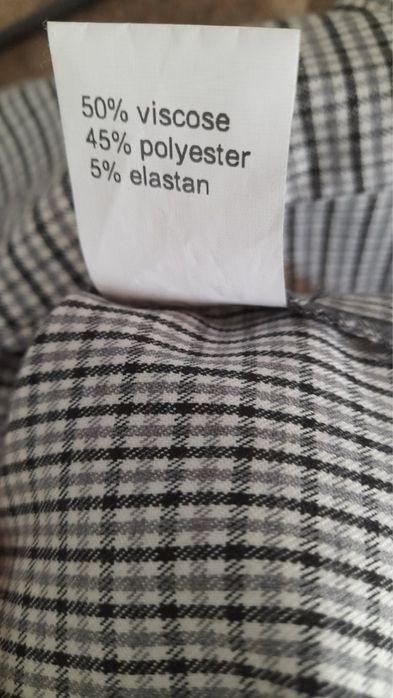 50% viscose
45% polyester
5% elastan